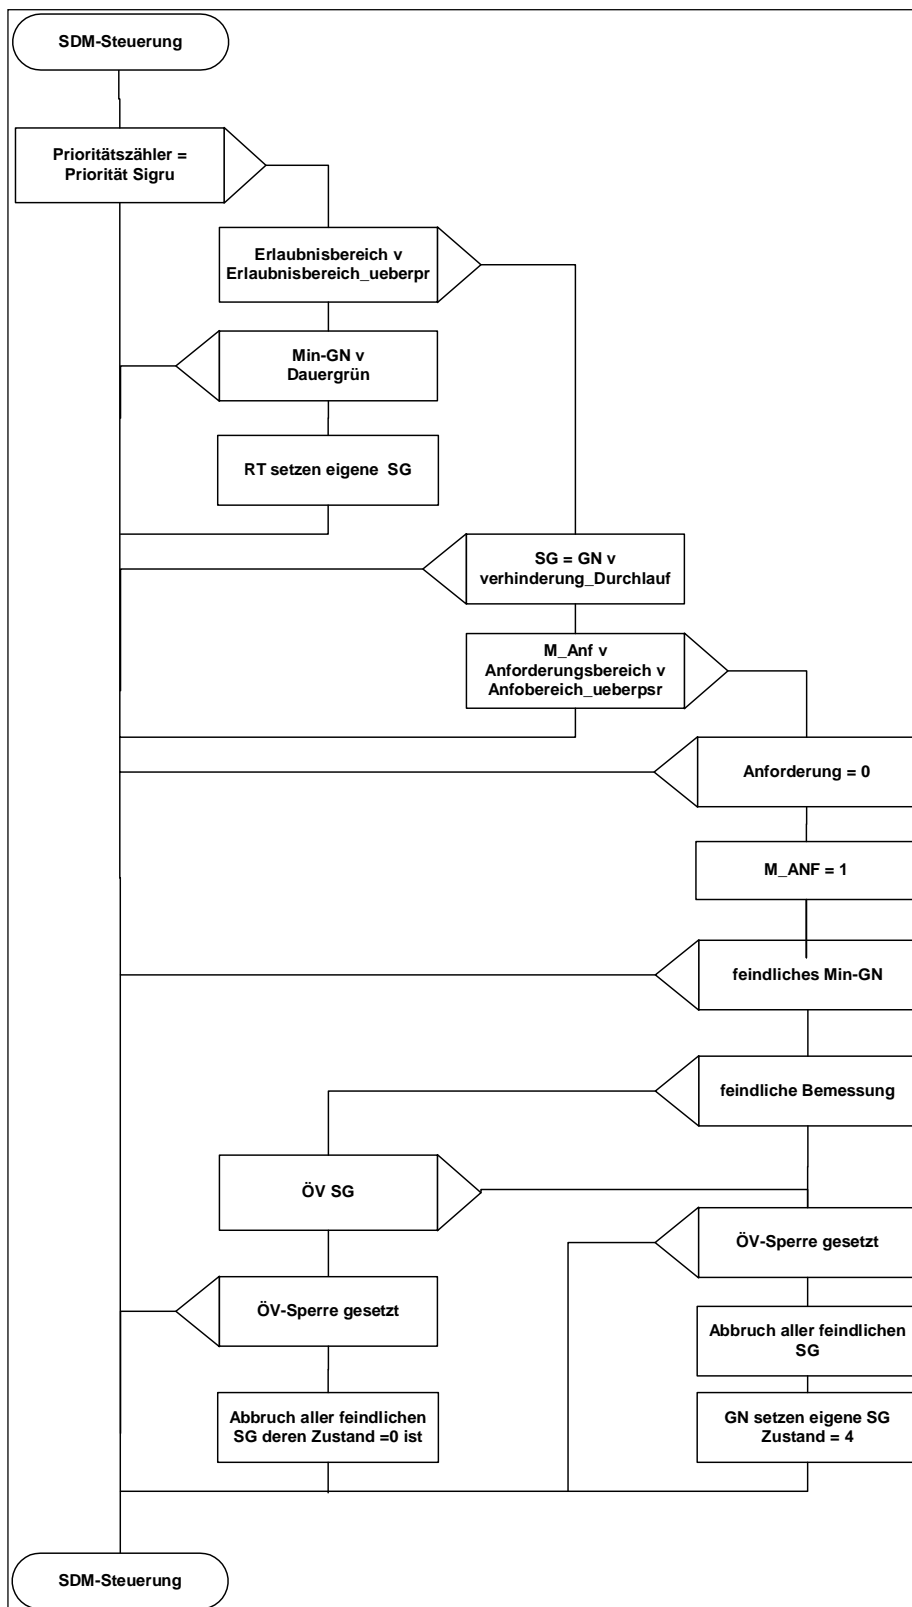 SDM-Steuerung
Prioritätszähler =
Priorität Sigru
Erlaubnisbereich v
Erlaubnisbereich_ueberpr
Min-GN v
Dauergrün
RT setzen eigene SG
SG = GN v
verhinderung_Durchlauf
M_Anf v
Anforderungsbereich v
Anfobereich_ueberpsr
Anforderung = 0
M_ANF = 1
feindliches Min-GN
feindliche Bemessung
ÖV SG
ÖV-Sperre gesetzt
ÖV-Sperre gesetzt
Abbruch aller feindlichen
SG
Abbruch aller feindlichen
SG deren Zustand =0 ist
GN setzen eigene SG
Zustand = 4
SDM-Steuerung